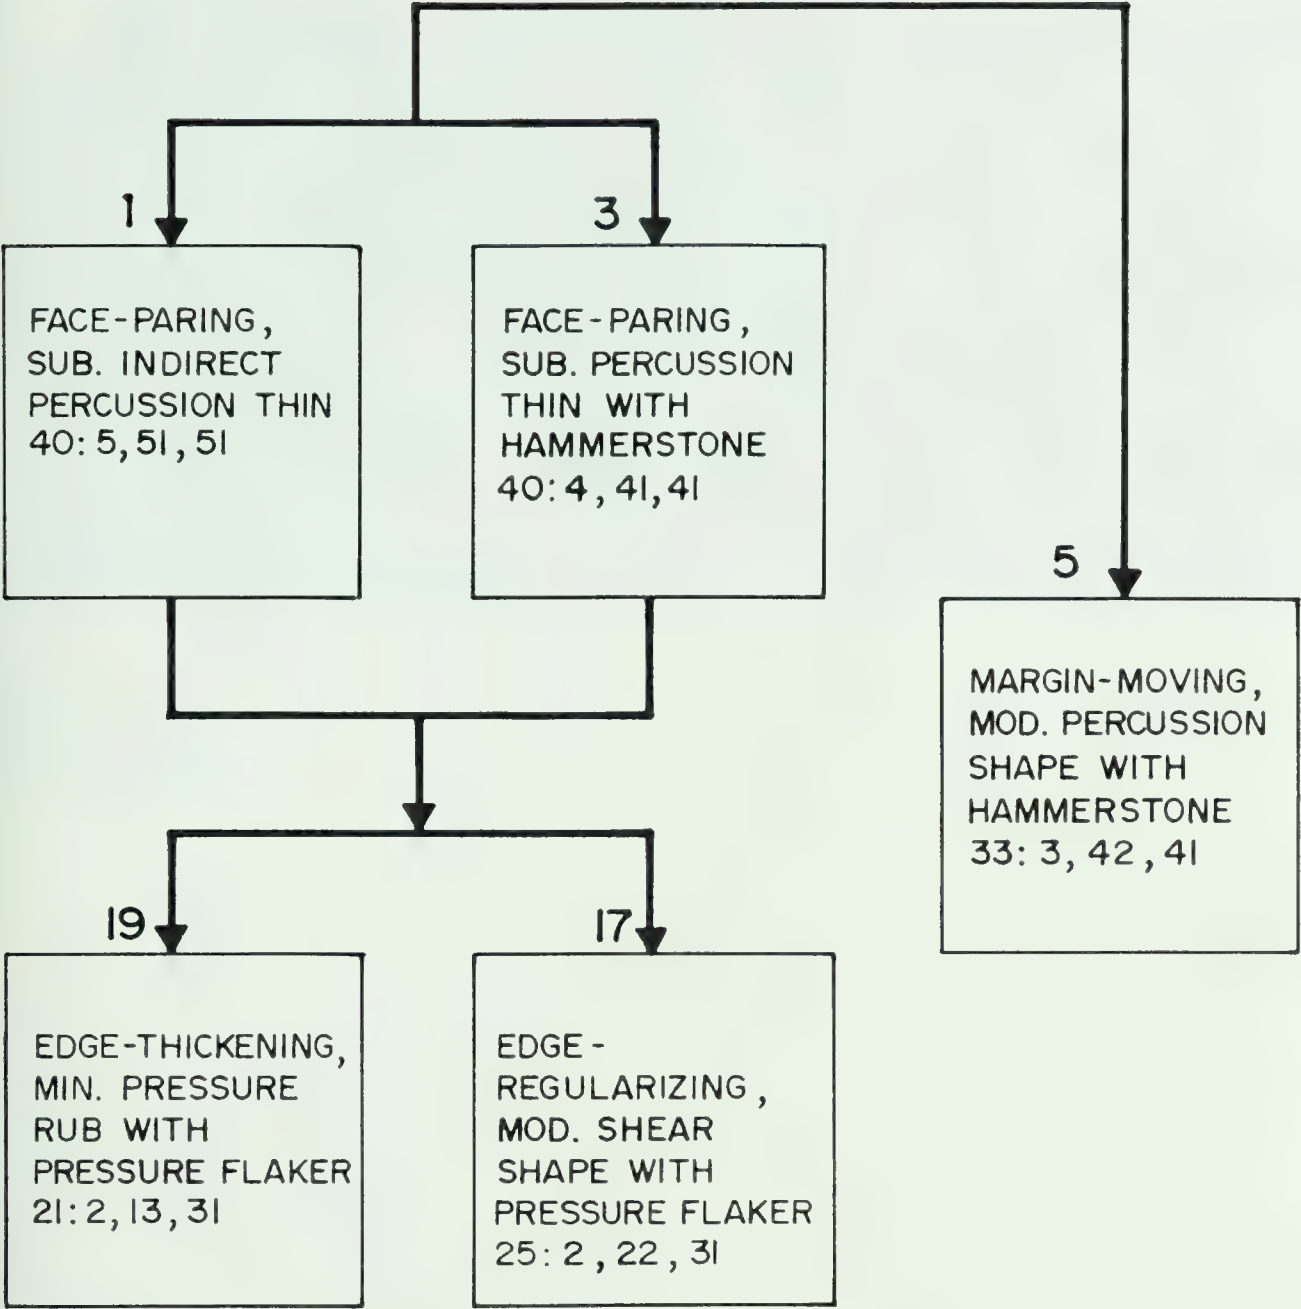 1
FACE-PARING,
SUB. INDIRECT
PERCUSSION THIN
40: 5, 51, 51
3
FACE-PARING,
SUB. PERCUSSION
THIN WITH
HAMMERSTONE
40: 4, 41, 41
5
MARGIN-MOVING,
MOD. PERCUSSION
SHAPE WITH
HAMMERSTONE
33: 3, 42, 41
19
EDGE-THICKENING,
MIN. PRESSURE
RUB WITH
PRESSURE FLAKER
21: 2, 13, 31
17
EDGE-
REGULARIZING,
MOD. SHEAR
SHAPE WITH
PRESSURE FLAKER
25: 2, 22, 31